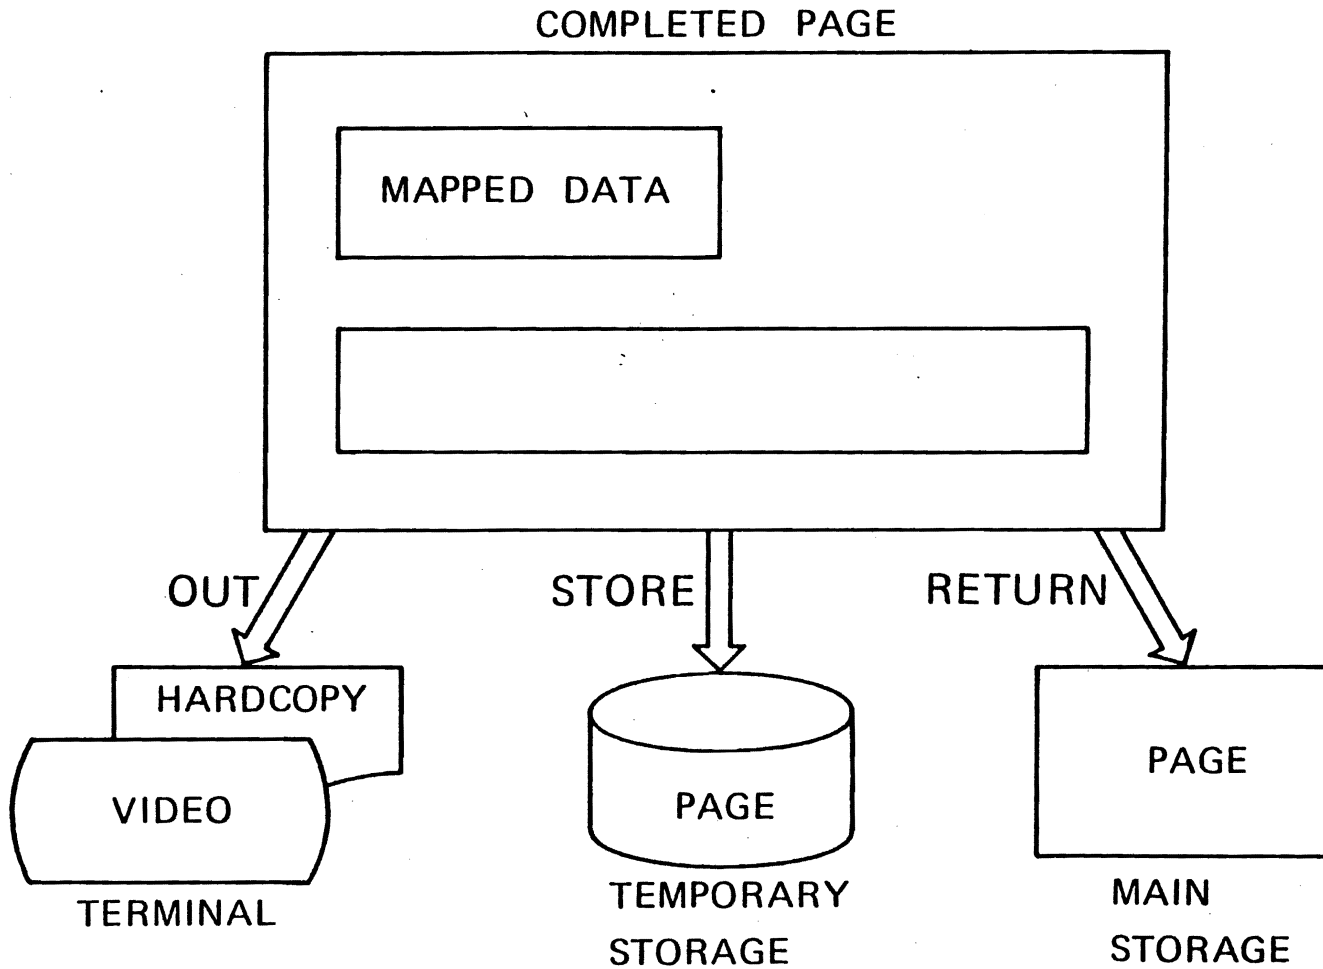 COMPLETED PAGE
MAPPED DATA
OUT
STORE
RETURN
HARDCOPY
VIDEO
PAGE
PAGE
TERMINAL
TEMPORARY
STORAGE
MAIN
STORAGE